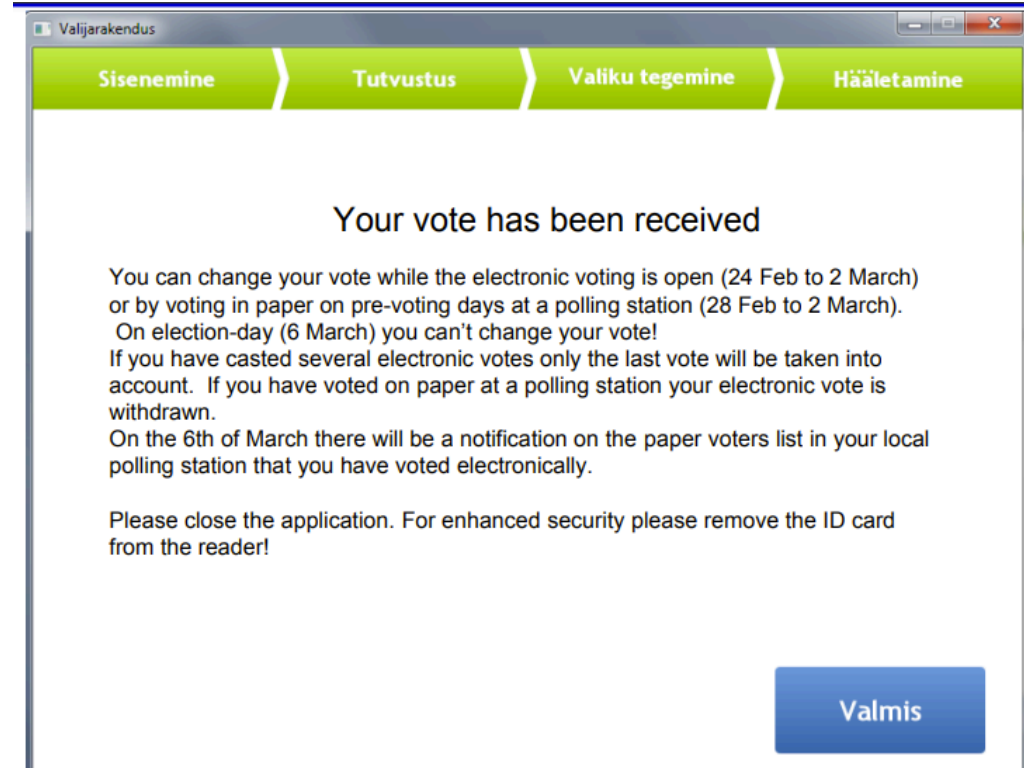 Valijarakendus
Sisenemine
Tutvustus
Valiku tegemine
Hääletamine
Your vote has been received
You can change your vote while the electronic voting is open (24 Feb to 2 March)
or by voting in paper on pre-voting days at a polling station (28 Feb to 2 March).
On election-day (6 March) you can’t change your vote!
If you have casted several electronic votes only the last vote will be taken into
account. If you have voted on paper at a polling station your electronic vote is
withdrawn.
On the 6th of March there will be a notification on the paper voters list in your local
polling station that you have voted electronically.
Please close the application. For enhanced security please remove the ID card
from the reader!
Valmis